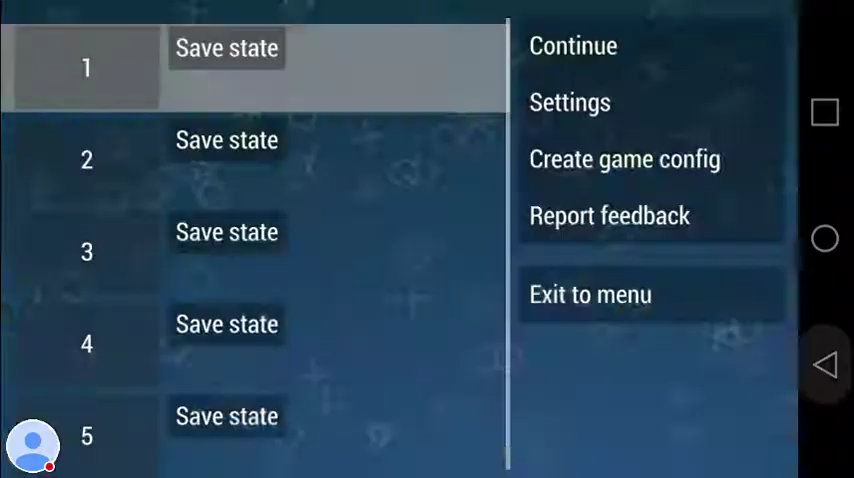 1
Save state
2
Save state
3
Save state
4
Save state
5
Save state
Continue
Settings
Create game config
Report feedback
Exit to menu